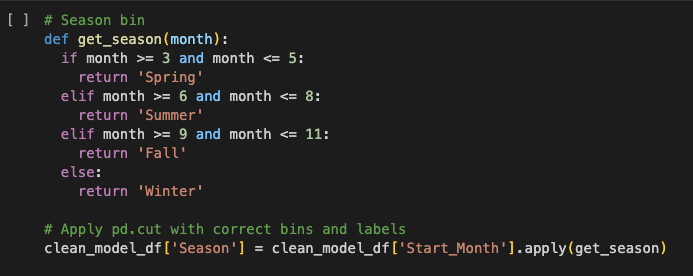 [ ] # Season bin
def get_season(month):
  if month >= 3 and month <= 5:
    return 'Spring'
  elif month >= 6 and month <= 8:
    return 'Summer'
  elif month >= 9 and month <= 11:
    return 'Fall'
  else:
    return 'Winter'

# Apply pd.cut with correct bins and labels
clean_model_df['Season'] = clean_model_df['Start_Month'].apply(get_season)